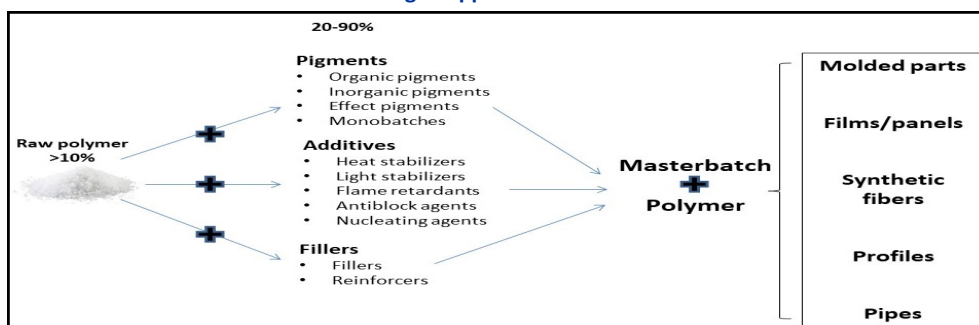 20-90%
Pigments
• Organic pigments
• Inorganic pigments
• Effect pigments
• Monobatches
Raw polymer
>10%
Additives
• Heat stabilizers
• Light stabilizers
• Flame retardants
• Antiblock agents
• Nucleating agents
Fillers
• Fillers
• Reinforcers
Masterbatch
Polymer
Molded parts
Films/panels
Synthetic
fibers
Profiles
Pipes